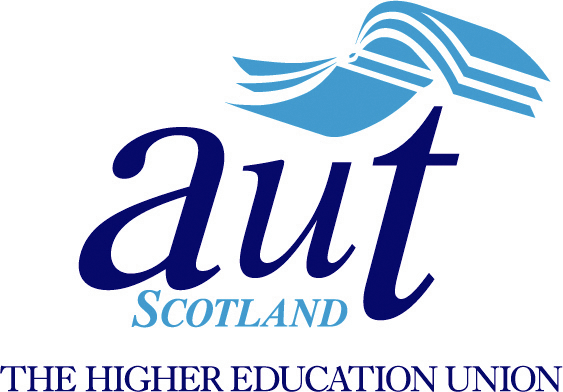 aut
SCOTLAND
THE HIGHER EDUCATION UNION